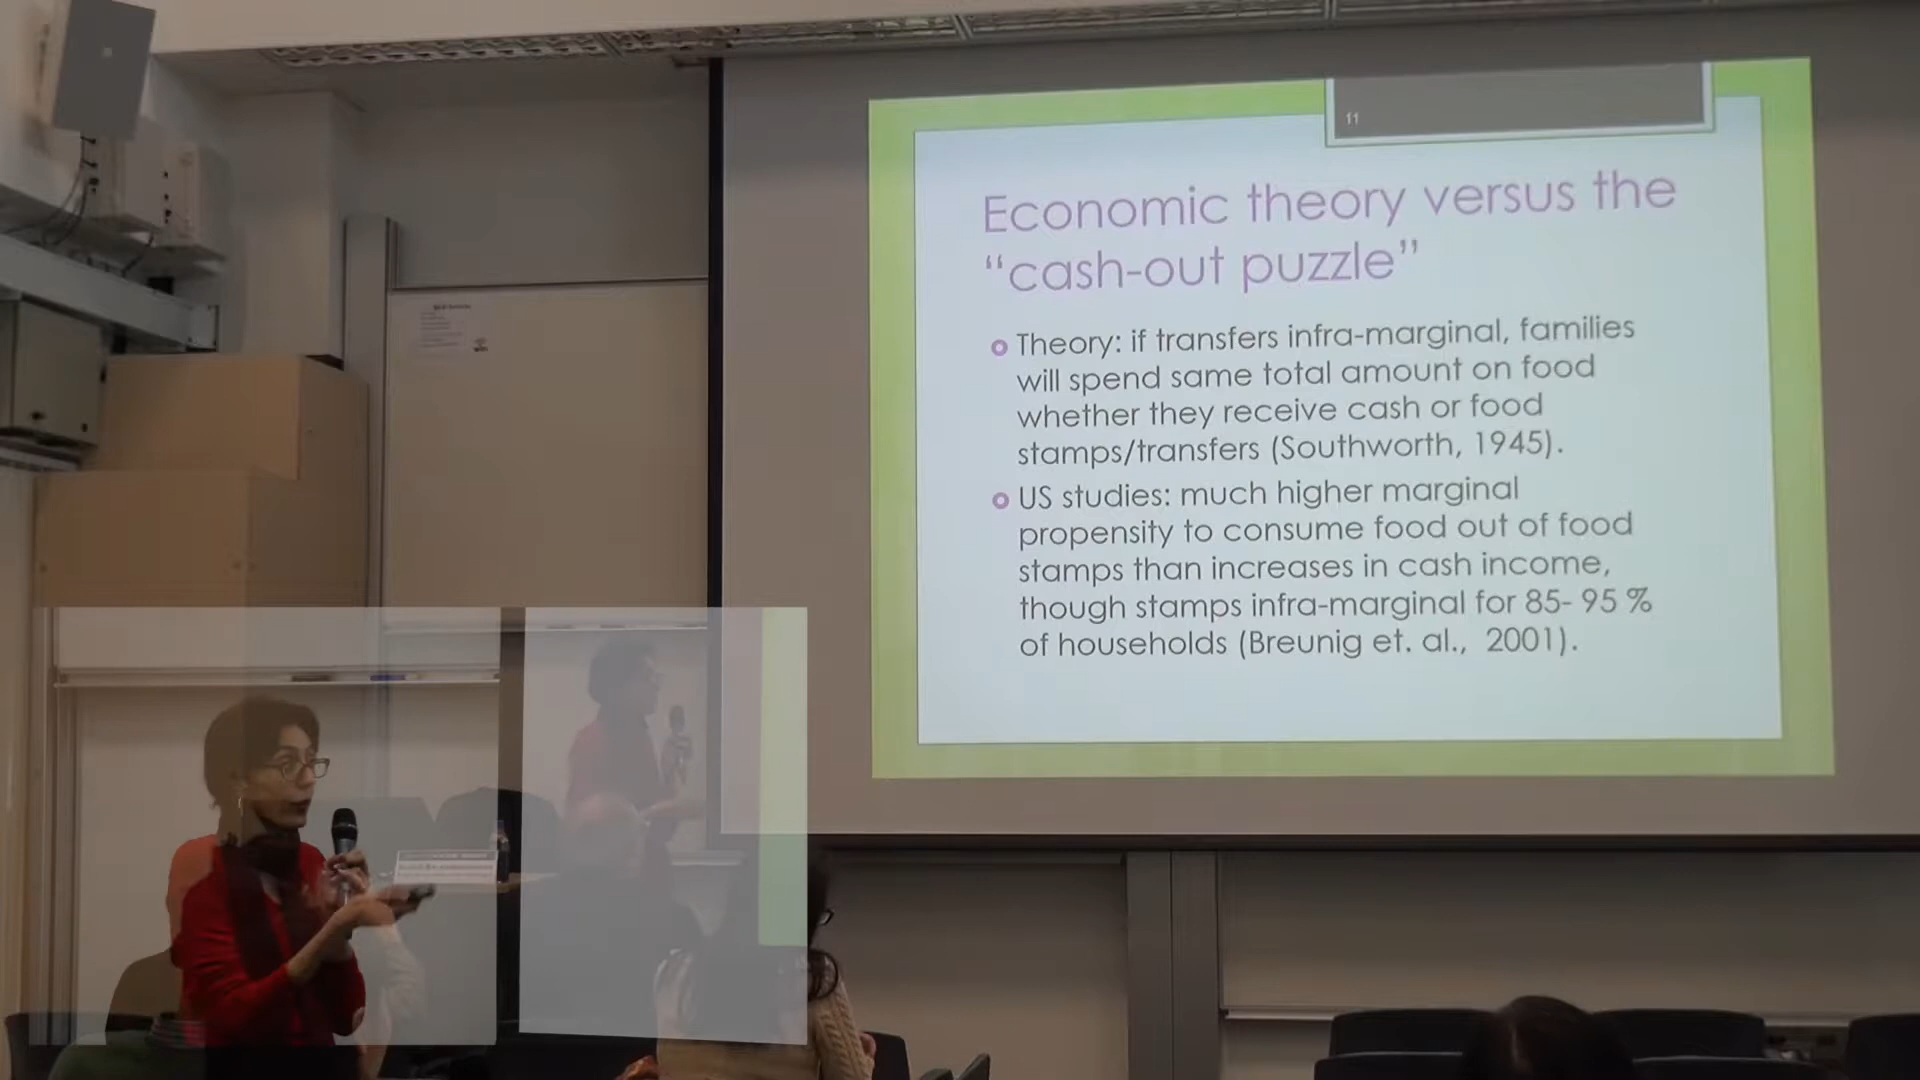 11
Economic theory versus the
“cash-out puzzle”
Theory: if transfers infra-marginal, families
will spend same total amount on food
whether they receive cash or food
stamps/transfers (Southworth, 1945).
US studies: much higher marginal
propensity to consume food out of food
stamps than increases in cash income,
though stamps infra-marginal for 85- 95 %
of households (Breunig et. al., 2001).